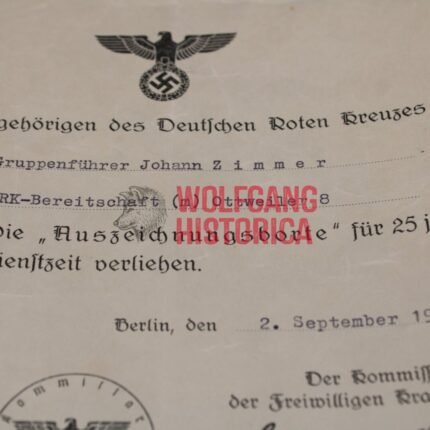 gehörigen des Deutschen Roten Kreuzes
Gruppenführer Johann Z i m m e r
RK-Bereitschaft (m) Ottweiler 8
WOLFGANG
HISTORICA
die „Auszeichnungsborte“ für 25 j
ienstzeit verliehen.
Berlin, den 2. September 19
Der Kommiss
der Freiwilligen Kra
Kommissar